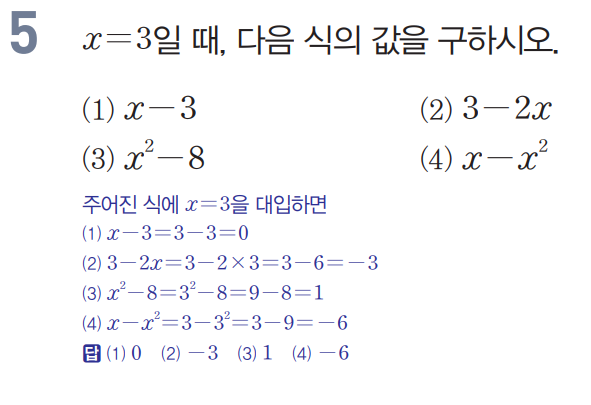 5 x=3일 때, 다음 식의 값을 구하시오.
(1) x-3 (2) 3-2x
(3) x²-8 (4) x-x²
주어진 식에 x=3을 대입하면
(1) x-3=3-3=0
(2) 3-2x=3-2×3=3-6=-3
(3) x²-8=3²-8=9-8=1
(4) x-x²=3-3²=3-9=-6
답 (1) 0 (2) -3 (3) 1 (4) -6